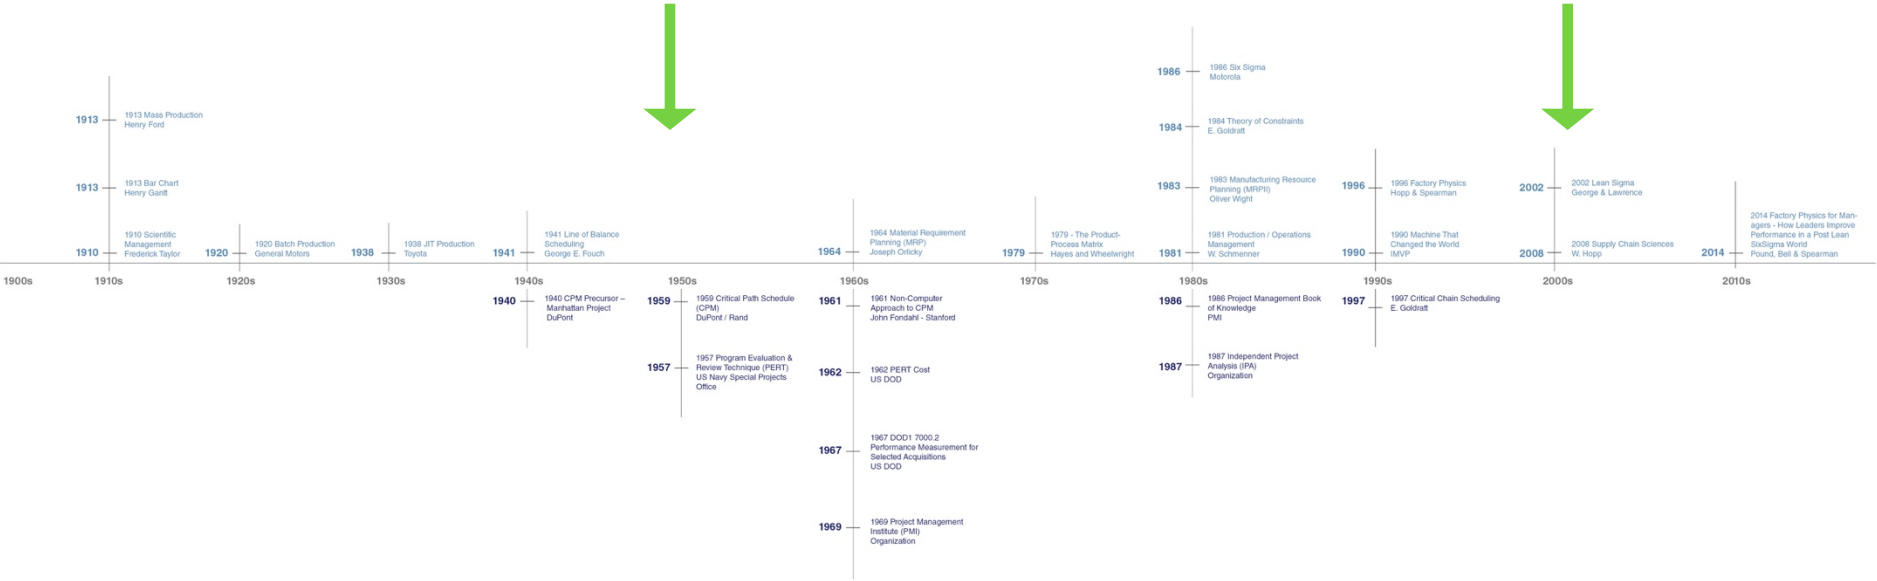 1986
1986 Six Sigma
Motorola
1913
1913 Mass Production
Henry Ford
1984
1984 Theory of Constraints
E. Goldratt
1913
1913 Bar Chart
Henry Gantt
1983
1983 Manufacturing Resource
Planning (MRPII)
Oliver Wight
1996
1996 Factory Physics
Hopp & Spearman
2002
2002 Lean Sigma
George & Lawrence
1910
1910 Scientific
Management
Frederick Taylor
1920
1920 Batch Production
General Motors
1938
1938 JIT Production
Toyota
1941
1941 Line of Balance
Scheduling
George E. Fouch
1964
1964 Material Requirement
Planning (MRP)
Joseph Orlicky
1979
1979 - The Product-
Process Matrix
Hayes and Wheelwright
1981
1981 Production / Operations
Management
W. Schmenner
1990
1990 Machine That
Changed the World
IMVP
2008
2008 Supply Chain Sciences
W. Hopp
2014
2014 Factory Physics for Man-
agers - How Leaders Improve
Performance in a Post Lean
SixSigma World
Pound, Bell & Spearman
1900s
1910s
1920s
1930s
1940s
1950s
1960s
1970s
1980s
1990s
2000s
2010s
1940
1940 CPM Precursor –
Manhattan Project
DuPont
1959
1959 Critical Path Schedule
(CPM)
DuPont / Rand
1961
1961 Non-Computer
Approach to CPM
John Fondahl - Stanford
1986
1986 Project Management Book
of Knowledge
PMI
1997
1997 Critical Chain Scheduling
E. Goldratt
1957
1957 Program Evaluation &
Review Technique (PERT)
US Navy Special Projects
Office
1962
1962 PERT Cost
US DOD
1987
1987 Independent Project
Analysis (IPA)
Organization
1967
1967 DOD1 7000.2
Performance Measurement for
Selected Acquisitions
US DOD
1969
1969 Project Management
Institute (PMI)
Organization